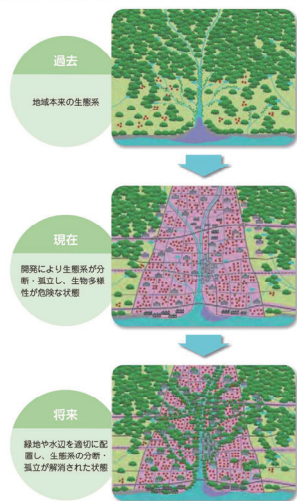 過去
地域本来の生態系
現在
開発により生態系が分
断・孤立し、生物多様
性が危険な状態
将来
緑地や水辺を適切に配
置し、生態系の分断・
孤立が解消された状態